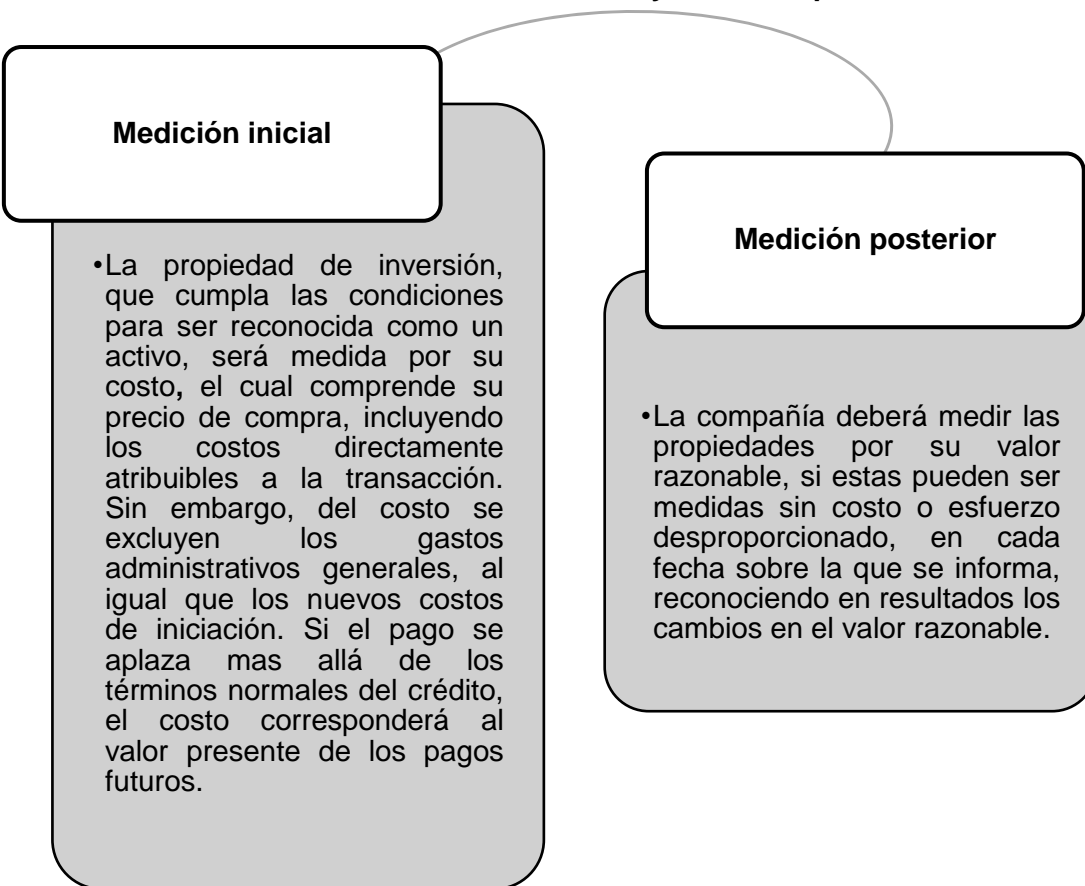 Medición inicial
•La propiedad de inversión,
que cumpla las condiciones
para ser reconocida como un
activo, será medida por su
costo, el cual comprende su
precio de compra, incluyendo
los costos directamente
atribuibles a la transacción.
Sin embargo, del costo se
excluyen los gastos
administrativos generales, al
igual que los nuevos costos
de iniciación. Si el pago se
aplaza mas allá de los
términos normales del crédito,
el costo corresponderá al
valor presente de los pagos
futuros.
Medición posterior
•La compañía deberá medir las
propiedades por su valor
razonable, si estas pueden ser
medidas sin costo o esfuerzo
desproporcionado, en cada
fecha sobre la que se informa,
reconociendo en resultados los
cambios en el valor razonable.